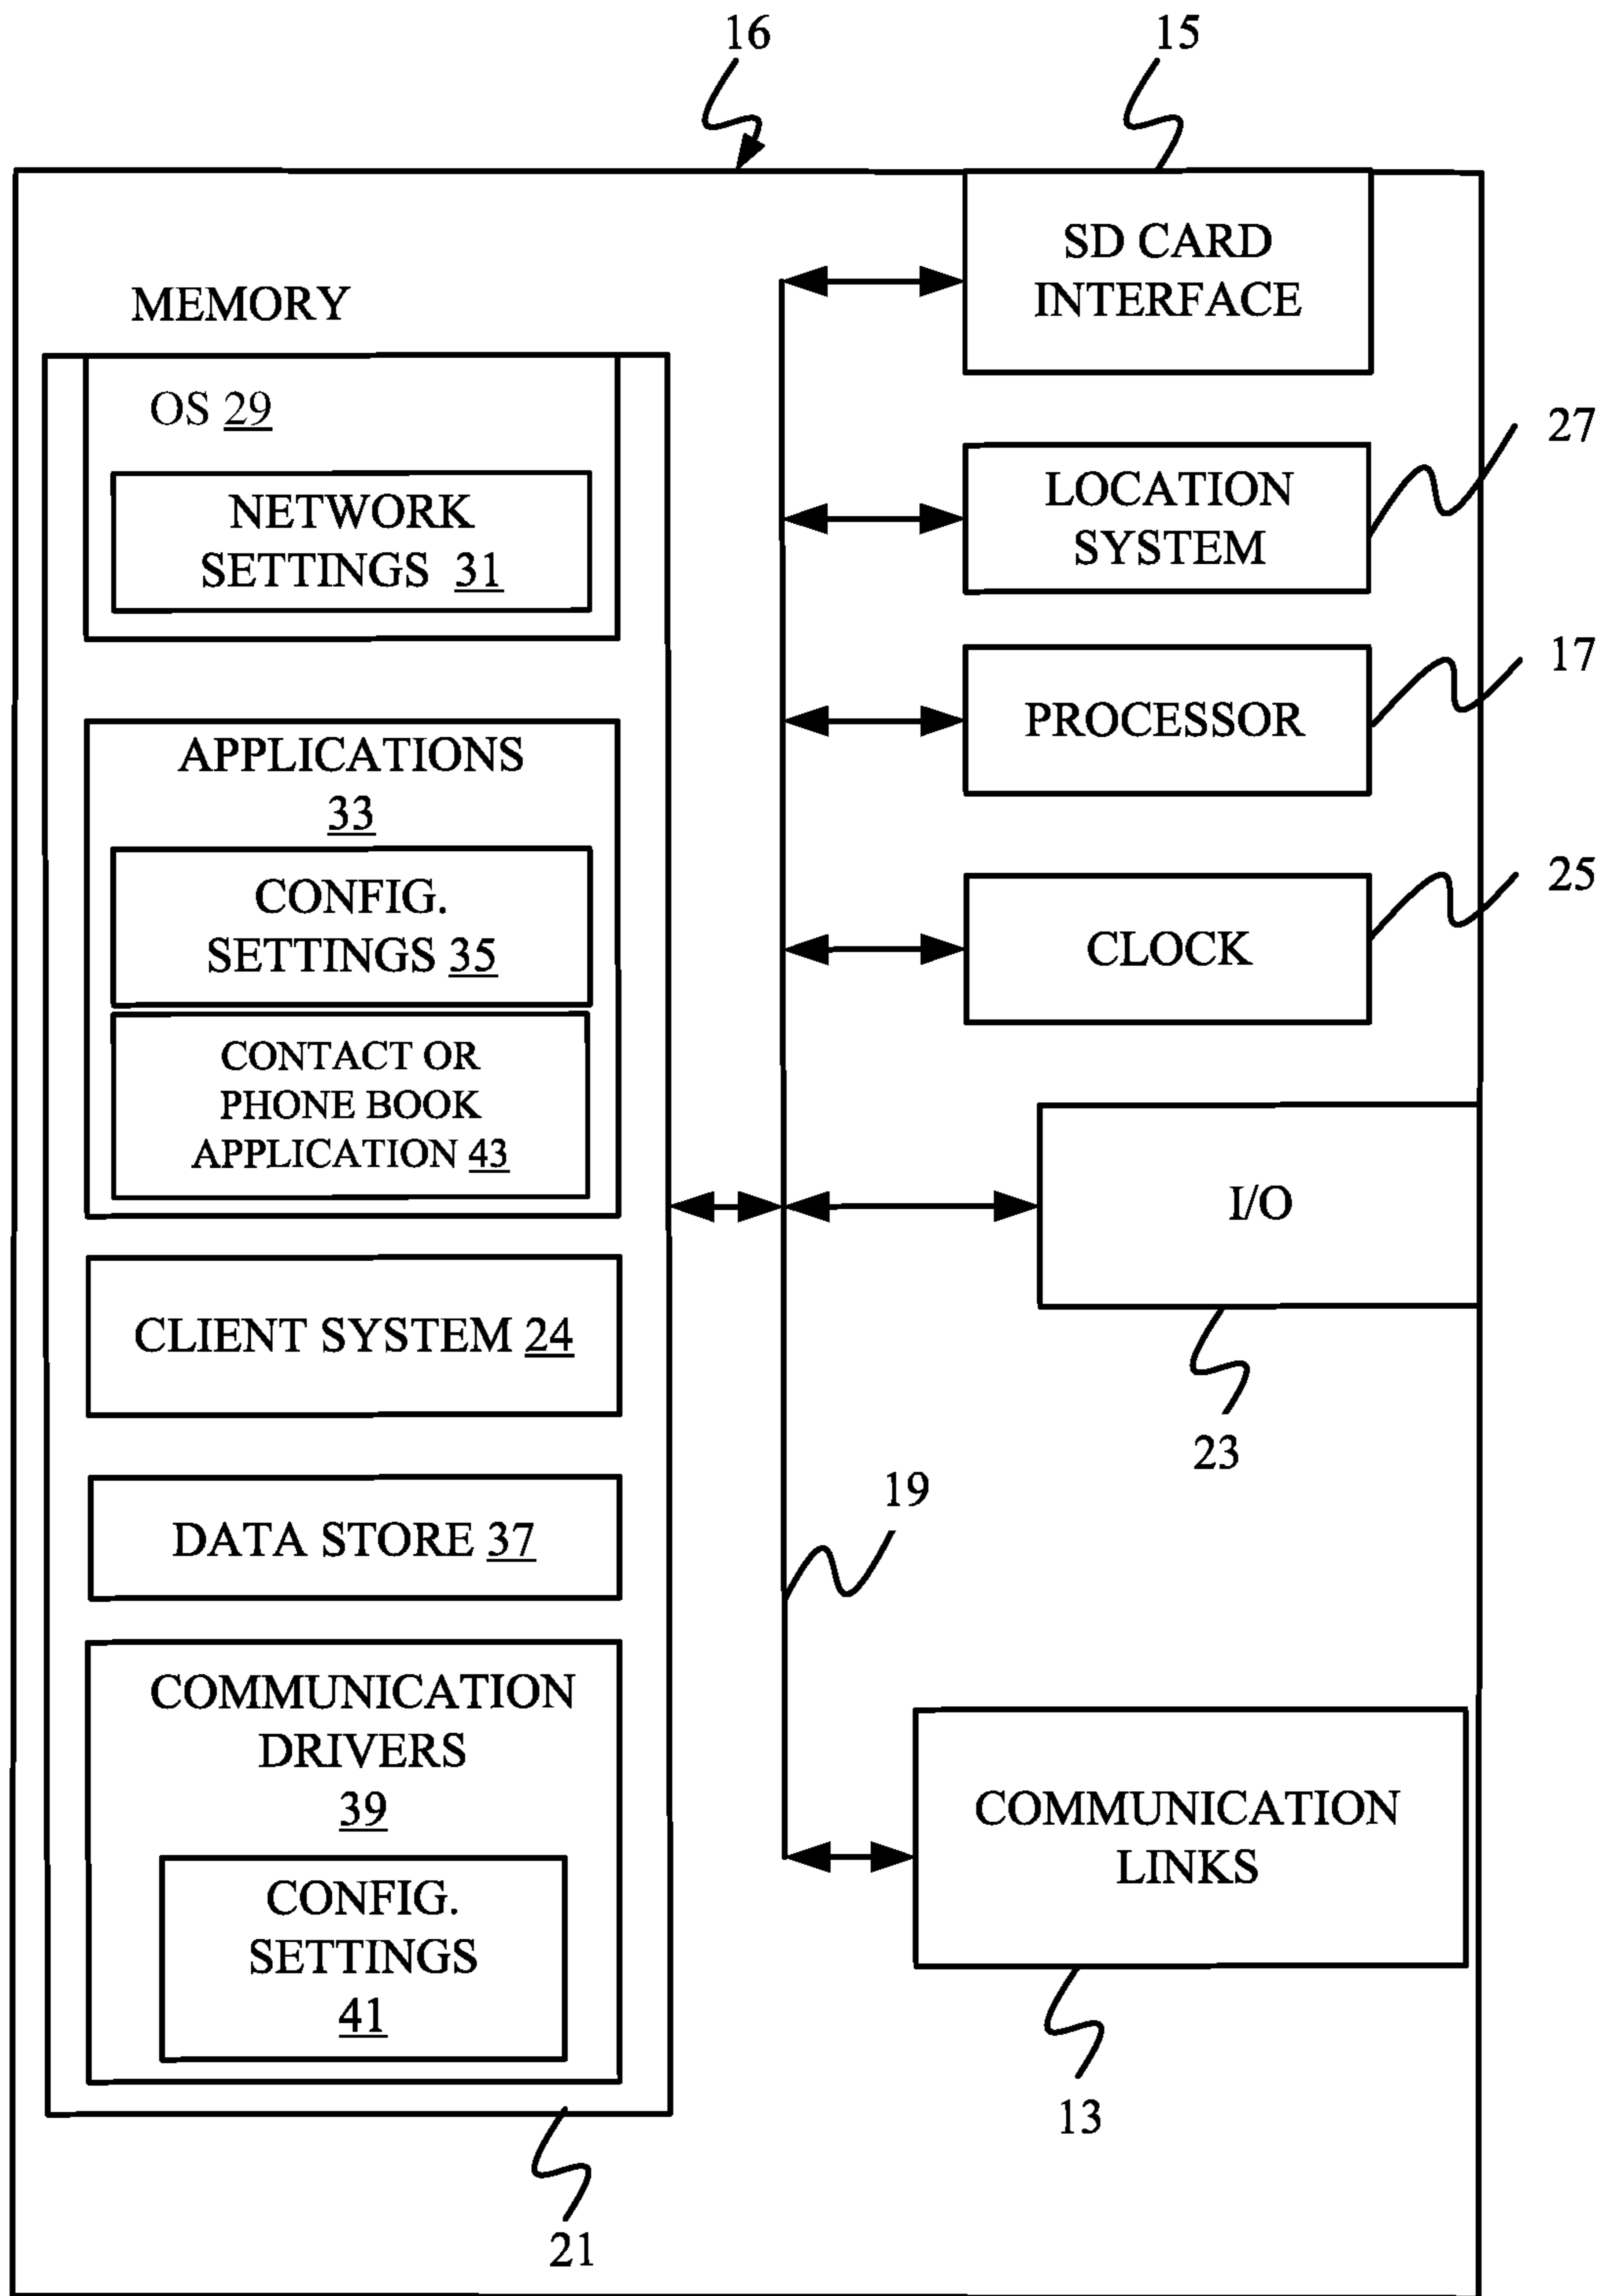 16
15
MEMORY
OS 29
NETWORK
SETTINGS 31
APPLICATIONS
33
CONFIG.
SETTINGS 35
CONTACT OR
PHONE BOOK
APPLICATION 43
CLIENT SYSTEM 24
DATA STORE 37
COMMUNICATION
DRIVERS
39
CONFIG.
SETTINGS
41
21
SD CARD
INTERFACE
LOCATION
SYSTEM
27
PROCESSOR
17
CLOCK
25
I/O
23
19
COMMUNICATION
LINKS
13